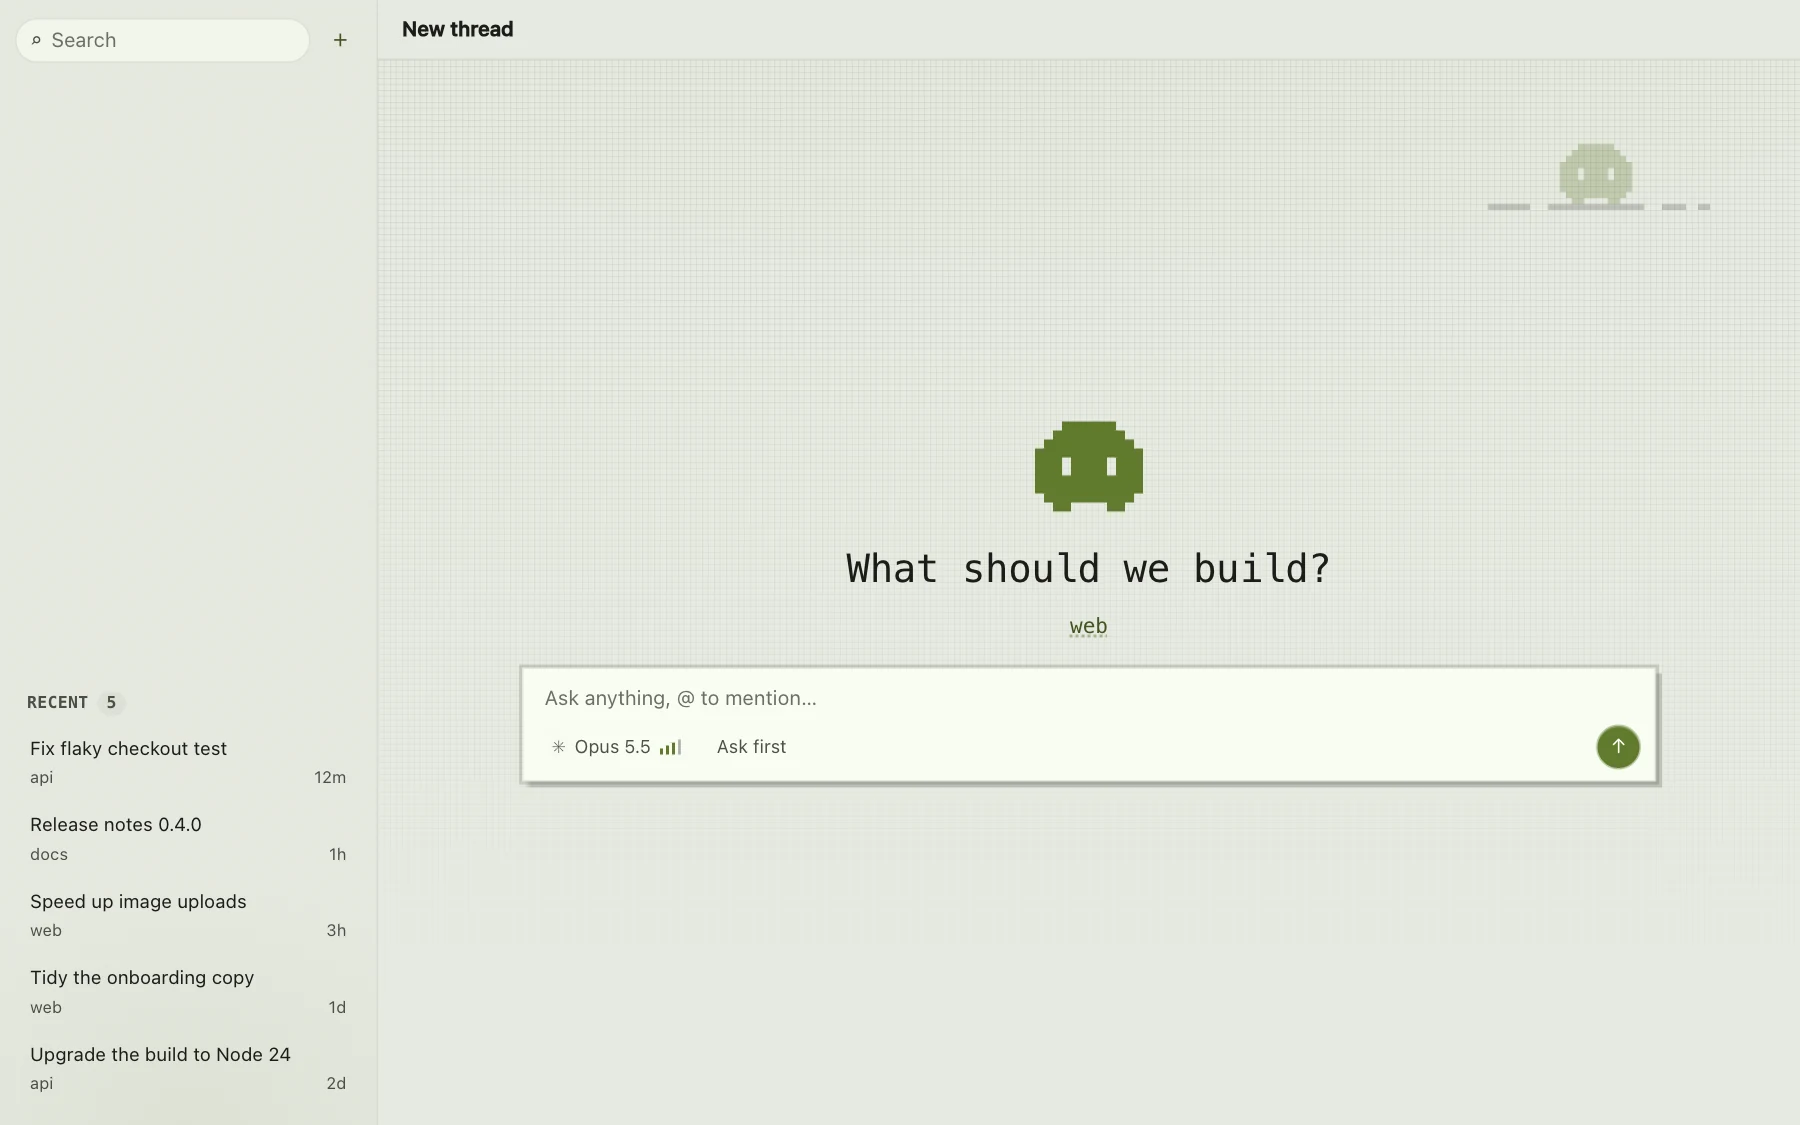 Search
+
New thread
What should we build?
web
Ask anything, @ to mention...
Opus 5.5
Ask first
RECENT 5
Fix flaky checkout test
api 12m
Release notes 0.4.0
docs 1h
Speed up image uploads
web 3h
Tidy the onboarding copy
web 1d
Upgrade the build to Node 24
api 2d